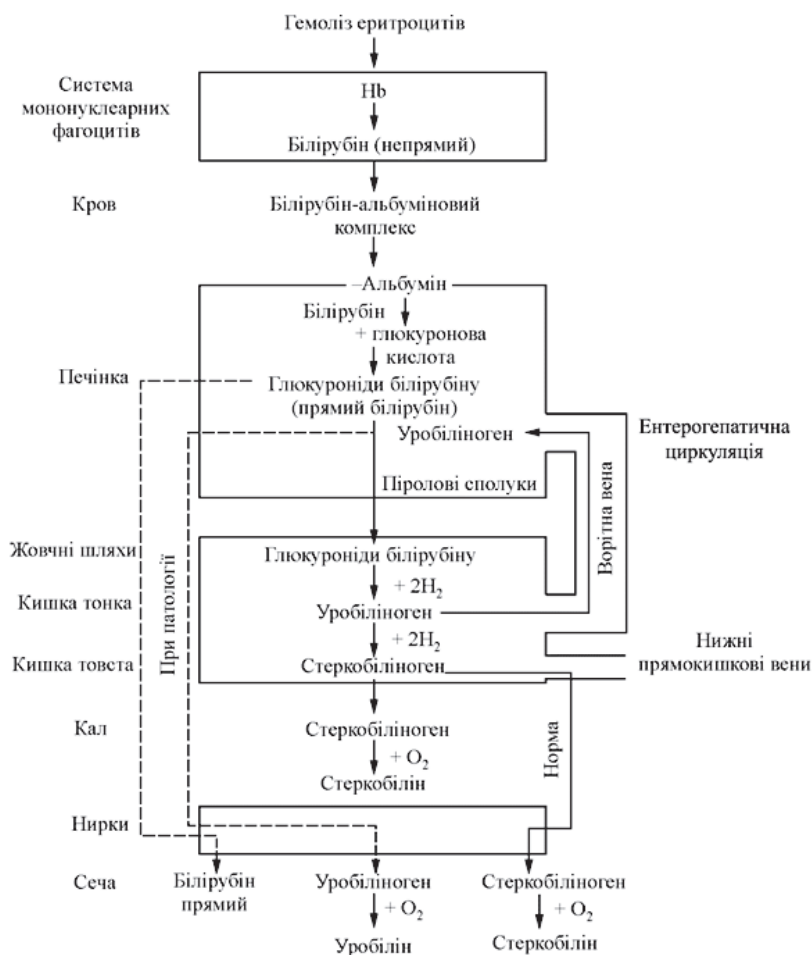 Гемоліз еритроцитів
Система
мононуклеарних
фагоцитів
Hb
Білірубін (непрямий)
Кров
Білірубін-альбуміновий
комплекс
–Альбумін
Білірубін
+ глюкуронова
кислота
Печінка
Глюкуроніди білірубіну
(прямий білірубін)
Уробіліноген
Ентерогепатична
циркуляція
Піролові сполуки
Ворітна вена
Жовчні шляхи
Глюкуроніди білірубіну
+ 2H₂
Кишка тонка
Уробіліноген
+ 2H₂
При патології
Кишка товста
Стеркобіліноген
Нижні
прямокишкові вени
Кал
Стеркобіліноген
+ O₂
Стеркобілін
Норма
Нирки
Сеча
Білірубін
прямий
Уробіліноген
+ O₂
Уробілін
Стеркобіліноген
+ O₂
Стеркобілін